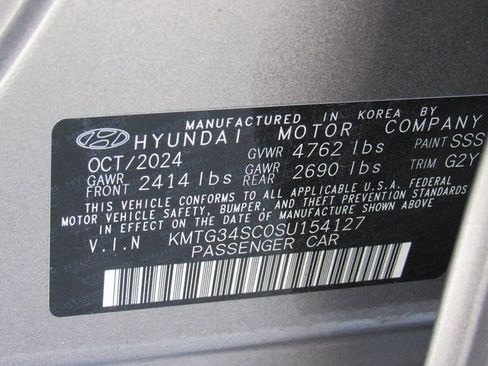 MANUFACTURED IN KOREA BY
HYUNDAI MOTOR COMPANY
OCT/2024 GVWR 4762 lbs PAINT SSS
GAWR FRONT 2414 lbs GAWR REAR 2690 lbs TRIM G2Y
THIS VEHICLE CONFORMS TO ALL APPLICABLE U.S.A. FEDERAL
MOTOR VEHICLE SAFETY, BUMPER, AND THEFT PREVENTION STANDARDS
IN EFFECT ON THE DATE OF MANUFACTURE SHOWN ABOVE
V.I.N KMTG34SC0SU154127
PASSENGER CAR